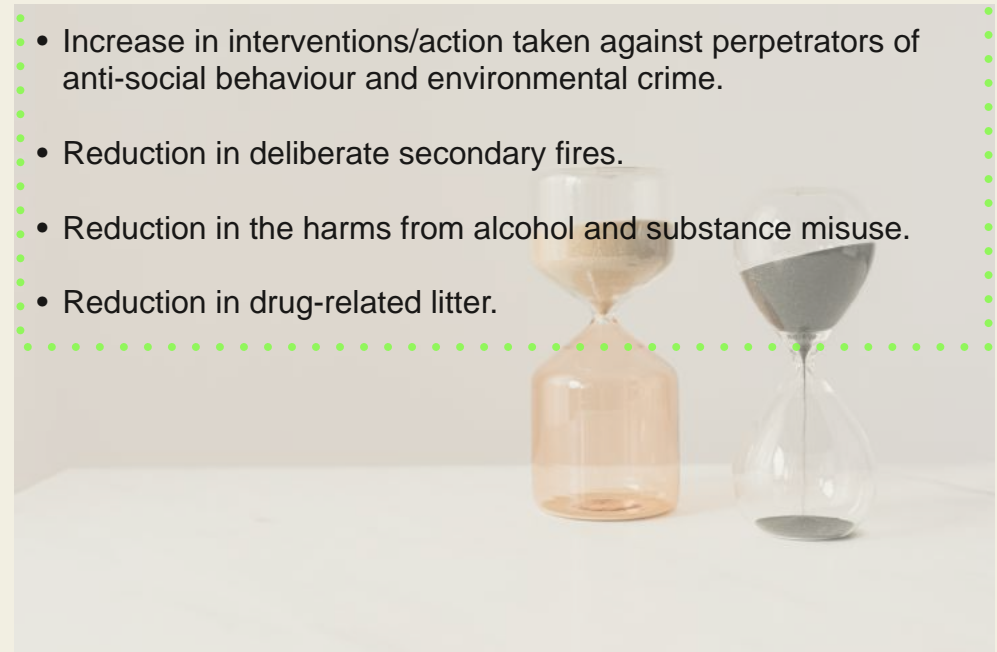 • Increase in interventions/action taken against perpetrators of
anti-social behaviour and environmental crime.
• Reduction in deliberate secondary fires.
• Reduction in the harms from alcohol and substance misuse.
• Reduction in drug-related litter.